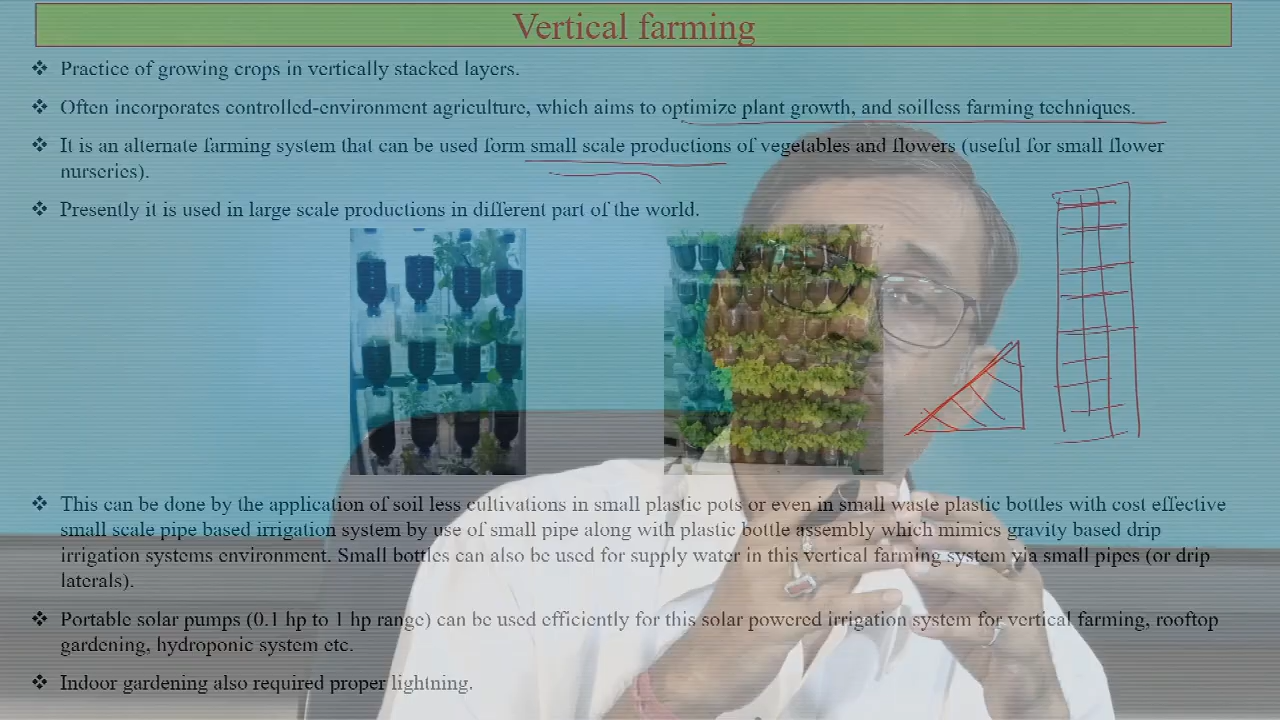 Vertical farming
❖ Practice of growing crops in vertically stacked layers.
❖ Often incorporates controlled-environment agriculture, which aims to optimize plant growth, and soilless farming techniques.
❖ It is an alternate farming system that can be used form small scale productions of vegetables and flowers (useful for small flower
nurseries).
❖ Presently it is used in large scale productions in different part of the world.
❖ This can be done by the application of soil less cultivations in small plastic pots or even in small waste plastic bottles with cost effective
small scale pipe based irrigation system by use of small pipe along with plastic bottle assembly which mimics gravity based drip
irrigation systems environment. Small bottles can also be used for supply water in this vertical farming system via small pipes (or drip
laterals).
❖ Portable solar pumps (0.1 hp to 1 hp range) can be used efficiently for this solar powered irrigation system for vertical farming, rooftop
gardening, hydroponic system etc.
❖ Indoor gardening also required proper lightning.